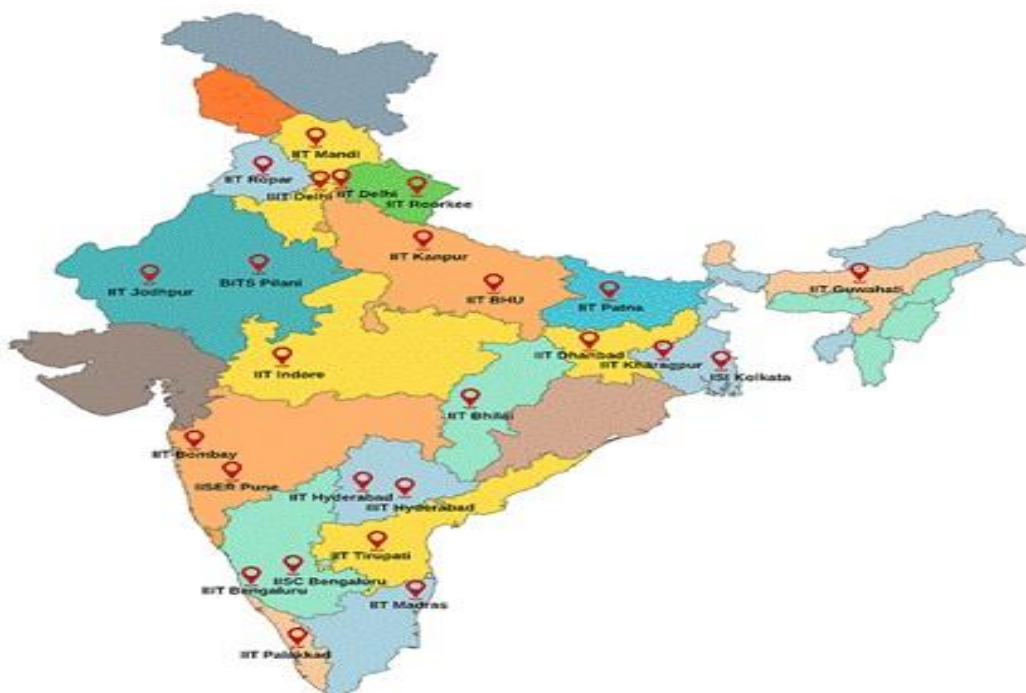 IIT Mandi
IIT Ropar
IIIT Delhi
IIT Delhi
IIT Roorkee
IIT Kanpur
IIT Jodhpur
BITS Pilani
IIT BHU
IIT Patna
IIT Guwahati
IIT Indore
IIT Dhanbad
IIT Kharagpur
ISI Kolkata
IIT Bhilai
IIT Bombay
IISER Pune
IIT Hyderabad
IIIT Hyderabad
IIT Tirupati
IISC Bengaluru
IIIT Bengaluru
IIT Madras
IIT Palakkad